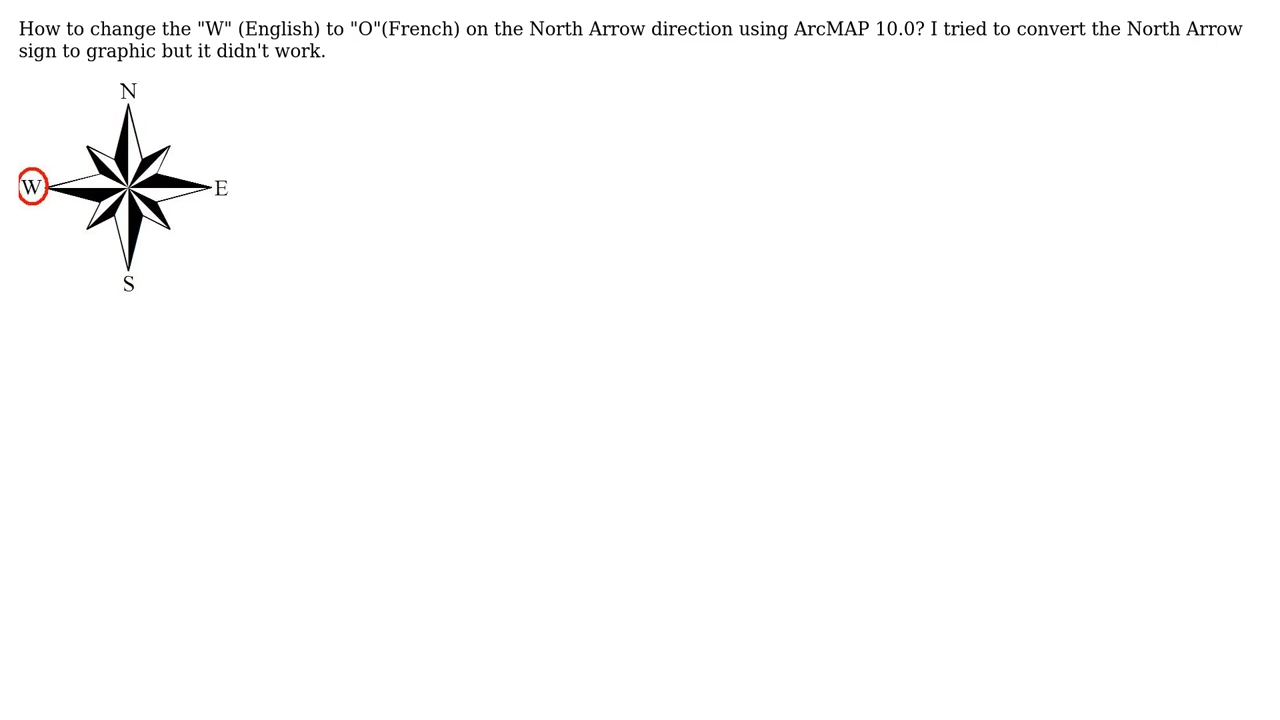 How to change the "W" (English) to "O"(French) on the North Arrow direction using ArcMAP 10.0? I tried to convert the North Arrow
sign to graphic but it didn't work.
N
W
E
S